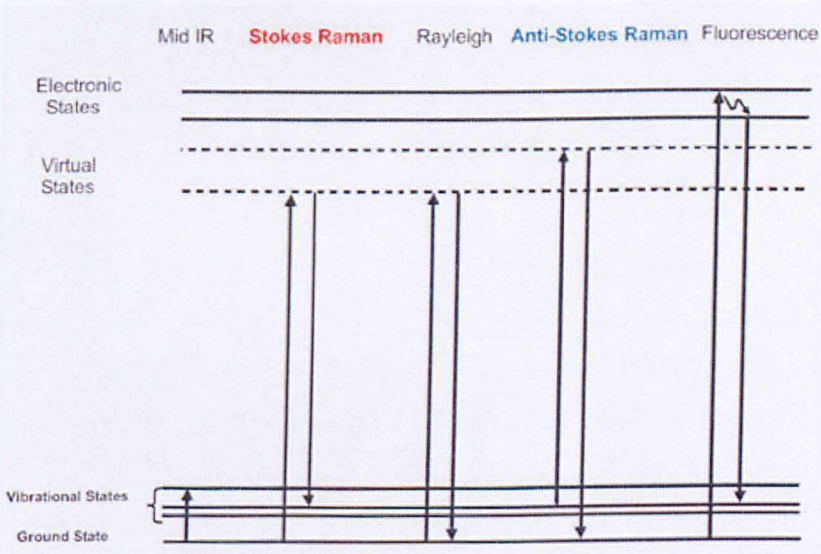 Mid IR Stokes Raman Rayleigh Anti-Stokes Raman Fluorescence
Electronic
States
Virtual
States
Vibrational States
Ground State